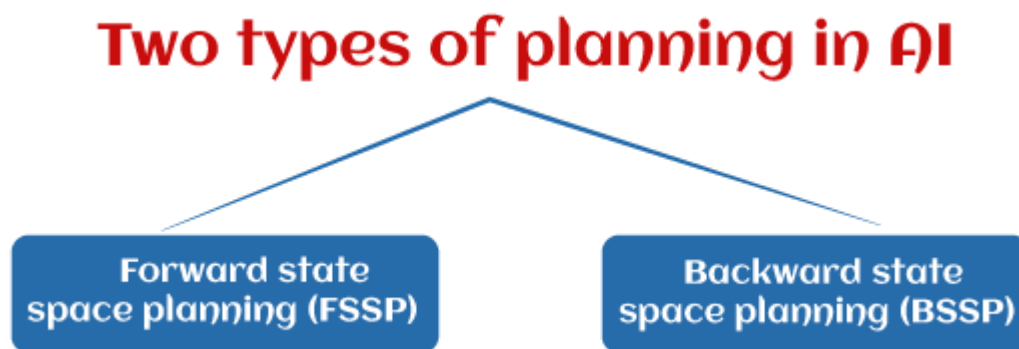 Two types of planning in AI
Forward state
space planning (FSSP)
Backward state
space planning (BSSP)